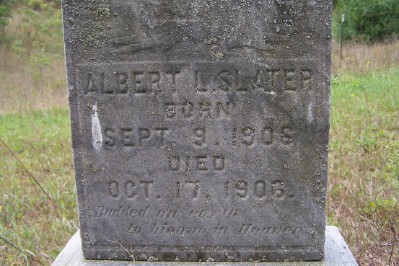 ALBERT L. SLATER
BORN
SEPT. 9. 1906
DIED
OCT. 17. 1906.
Budded on earth
to bloom in Heaven